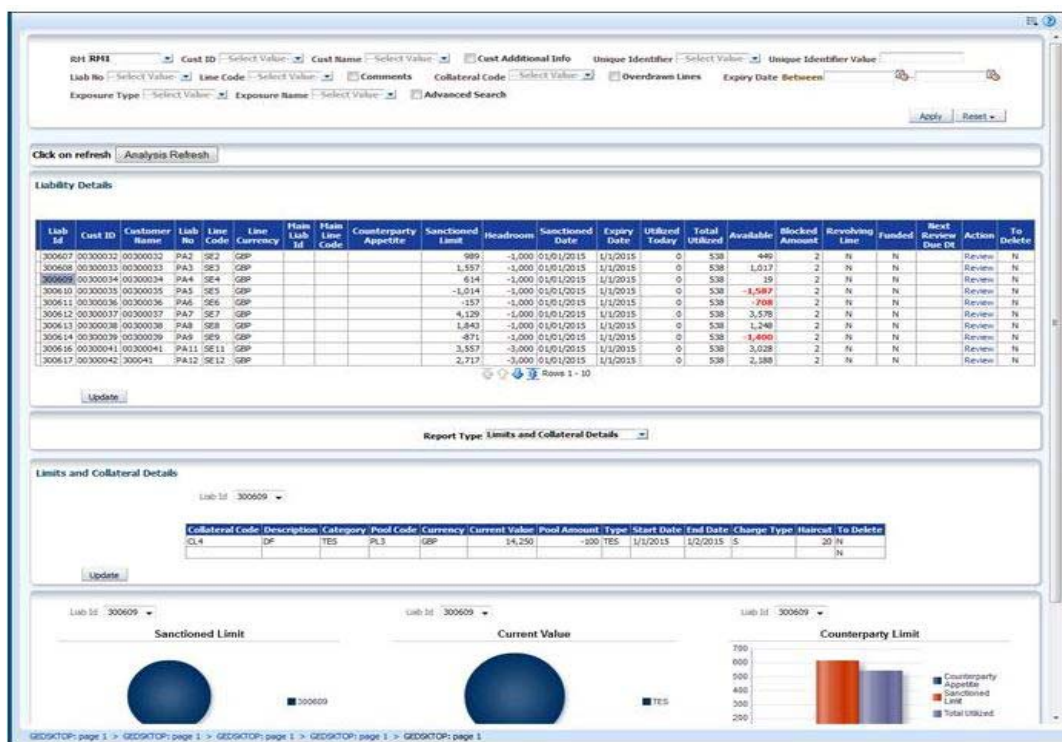 RM RM1 Cust ID --Select Value-- Cust Name --Select Value-- Cust Additional Info Unique Identifier --Select Value-- Unique Identifier Value
Liab No --Select Value-- Line Code --Select Value-- Comments Collateral Code --Select Value-- Overdrawn Lines Expiry Date Between
Exposure Type --Select Value-- Exposure Name --Select Value-- Advanced Search
Apply Reset
Click on refresh Analysis Refresh
Liability Details
Liab Id Cust ID Customer Name Liab No Line Code Line Currency Main Liab Id Main Line Code Counterparty Appetite Sanctioned Limit Headroom Sanctioned Date Expiry Date Utilized Today Total Utilized Available Blocked Amount Revolving Line Funded Next Review Due Dt Action To Delete
300607 00300032 00300032 PA2 SE2 GBP 989 -1,000 01/01/2015 1/1/2015 0 538 449 2 N N Review N
300608 00300033 00300033 PA3 SE3 GBP 1,557 -1,000 01/01/2015 1/1/2015 0 538 1,017 2 N N Review N
300609 00300034 00300034 PA4 SE4 GBP 614 -1,000 01/01/2015 1/1/2015 0 538 19 2 N N Review N
300610 00300035 00300035 PA5 SE5 GBP -1,014 -1,000 01/01/2015 1/1/2015 0 538 -1,587 2 N N Review N
300611 00300036 00300036 PA6 SE6 GBP -157 -1,000 01/01/2015 1/1/2015 0 538 -708 2 N N Review N
300612 00300037 00300037 PA7 SE7 GBP 4,129 -1,000 01/01/2015 1/1/2015 0 538 3,578 2 N N Review N
300613 00300038 00300038 PA8 SE8 GBP 1,843 -1,000 01/01/2015 1/1/2015 0 538 1,248 2 N N Review N
300614 00300039 00300039 PA9 SE9 GBP -871 -1,000 01/01/2015 1/1/2015 0 538 -1,400 2 N N Review N
300616 00300041 00300041 PA11 SE11 GBP 3,557 -3,000 01/01/2015 1/1/2015 0 538 3,028 2 N N Review N
300617 00300042 300041 PA12 SE12 GBP 2,717 -3,000 01/01/2015 1/1/2015 0 538 2,188 2 N N Review N
Rows 1 - 10
Update
Report Type Limits and Collateral Details
Limits and Collateral Details
Liab Id 300609
Collateral Code Description Category Pool Code Currency Current Value Pool Amount Type Start Date End Date Charge Type Haircut To Delete
CL4 DF TES PL3 GBP 14,250 -100 TES 1/1/2015 1/2/2015 S 20 N
N
Update
Liab Id 300609 Liab Id 300609 Liab Id 300609
Sanctioned Limit Current Value Counterparty Limit
300609
TES
700
600
500
400
300
200
Counterparty Appetite
Sanctioned Limit
Total Utilized
GEDSKTOP: page 1 > GEDSKTOP: page 1 > GEDSKTOP: page 1 > GEDSKTOP: page 1 > GEDSKTOP: page 1